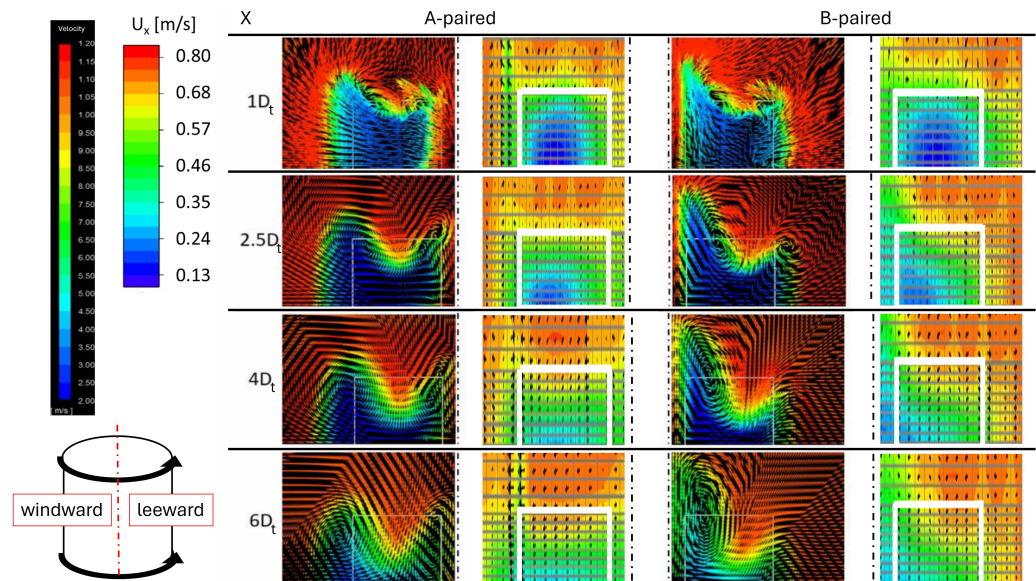 Velocity
1.20
1.15
1.10
1.05
1.00
9.50
9.00
8.50
8.00
7.50
7.00
6.50
6.00
5.50
5.00
4.50
4.00
3.50
3.00
2.50
2.00
[ m/s ]
Uₓ [m/s]
0.80
0.68
0.57
0.46
0.35
0.24
0.13
windward
leeward
X
A-paired
B-paired
1Dₜ
2.5Dₜ
4Dₜ
6Dₜ